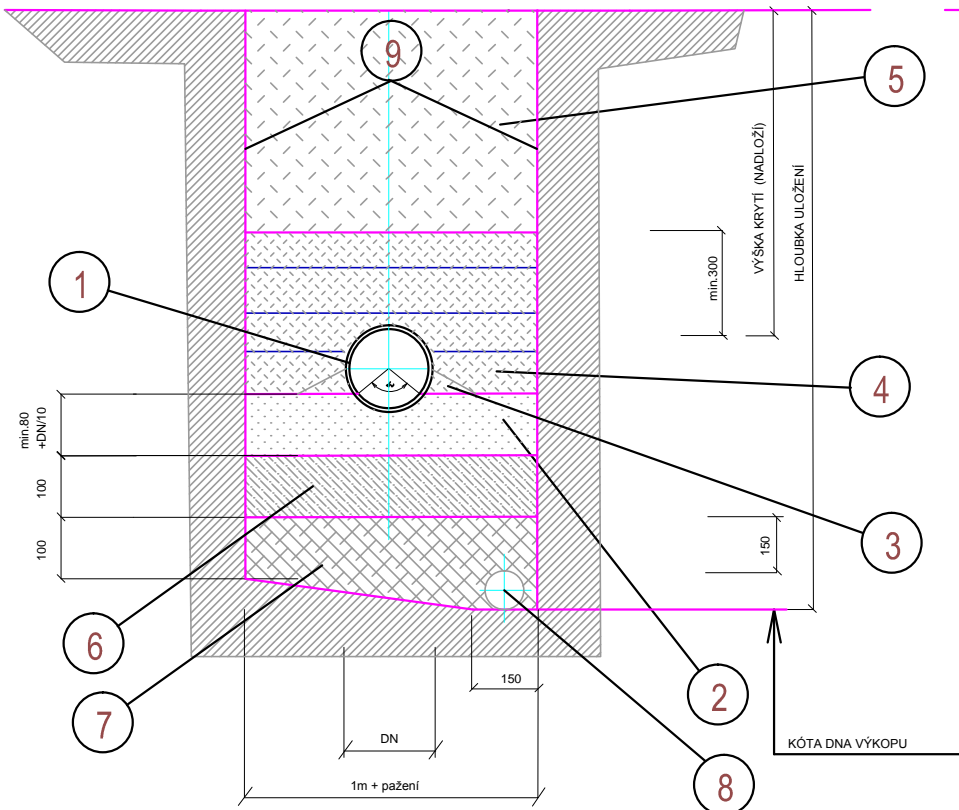 9
5
VÝŠKA KRYTÍ (NADLOŽÍ)
HLOUBKA ULOŽENÍ
min.300
1
4
min.80
+DN/10
100
3
100
150
6
2
150
7
DN
8
KÓTA DNA VÝKOPU
1m + pažení